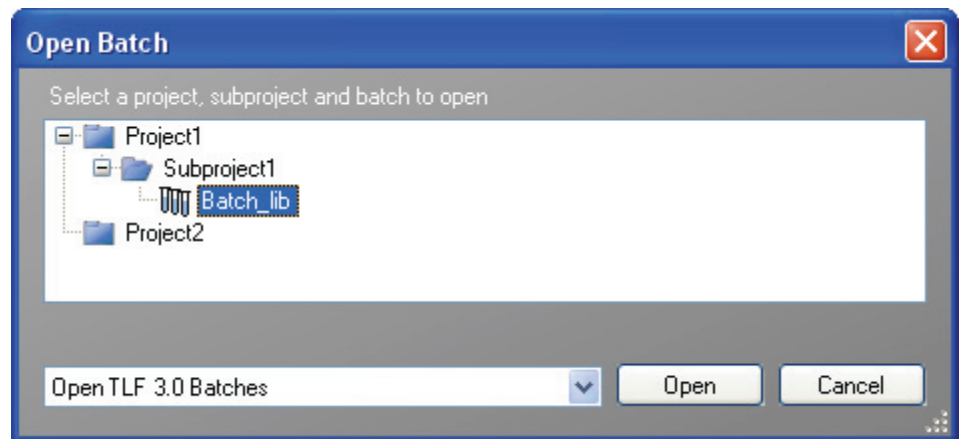 Open Batch
Select a project, subproject and batch to open
Project1
Subproject1
Batch_lib
Project2
Open TLF 3.0 Batches
Open
Cancel